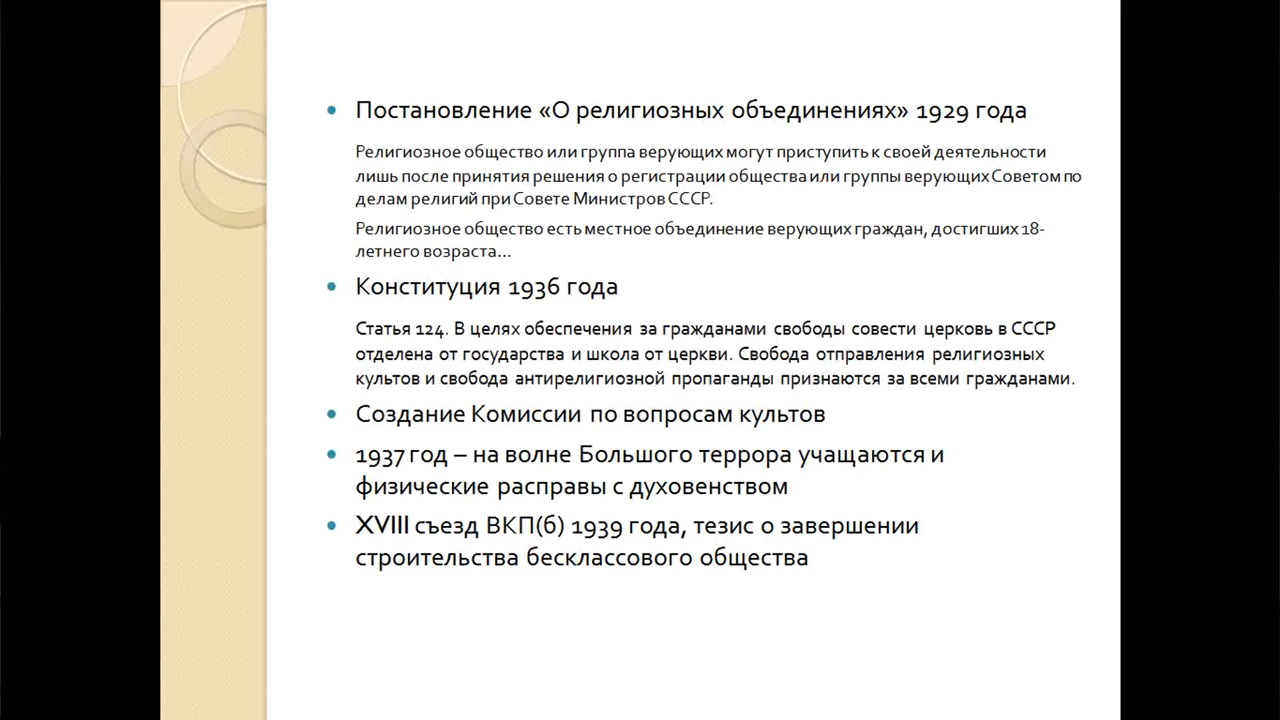 Постановление «О религиозных объединениях» 1929 года
Религиозное общество или группа верующих могут приступить к своей деятельности
лишь после принятия решения о регистрации общества или группы верующих Советом по
делам религий при Совете Министров СССР.
Религиозное общество есть местное объединение верующих граждан, достигших 18-
летнего возраста...
Конституция 1936 года
Статья 124. В целях обеспечения за гражданами свободы совести церковь в СССР
отделена от государства и школа от церкви. Свобода отправления религиозных
культов и свобода антирелигиозной пропаганды признаются за всеми гражданами.
Создание Комиссии по вопросам культов
1937 год – на волне Большого террора учащаются и
физические расправы с духовенством
XVIII съезд ВКП(б) 1939 года, тезис о завершении
строительства бесклассового общества